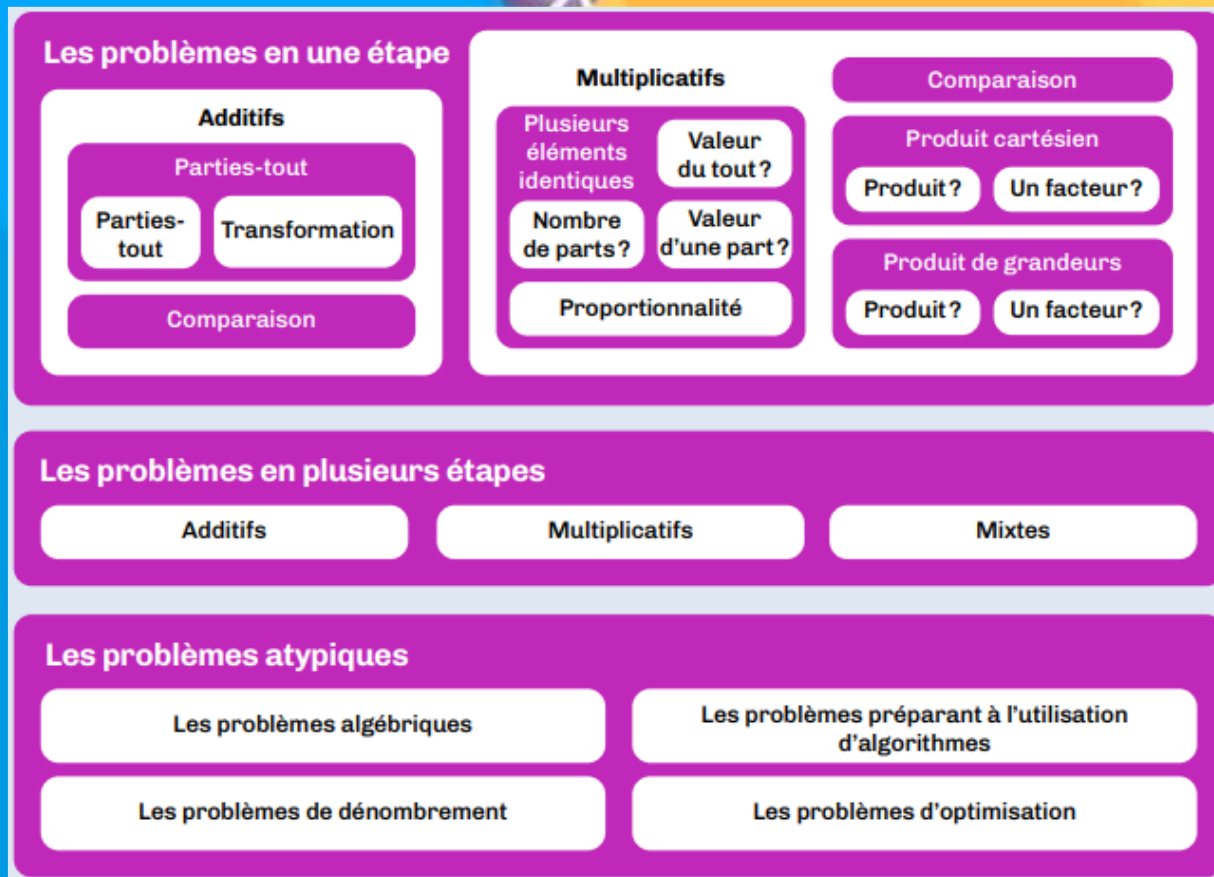 Les problèmes en une étape
Additifs
Parties-tout
Parties-
tout
Transformation
Comparaison
Multiplicatifs
Plusieurs
éléments
identiques
Valeur
du tout ?
Nombre
de parts ?
Valeur
d'une part ?
Proportionnalité
Comparaison
Produit cartésien
Produit ?
Un facteur ?
Produit de grandeurs
Produit ?
Un facteur ?
Les problèmes en plusieurs étapes
Additifs
Multiplicatifs
Mixtes
Les problèmes atypiques
Les problèmes algébriques
Les problèmes préparant à l'utilisation
d'algorithmes
Les problèmes de dénombrement
Les problèmes d'optimisation